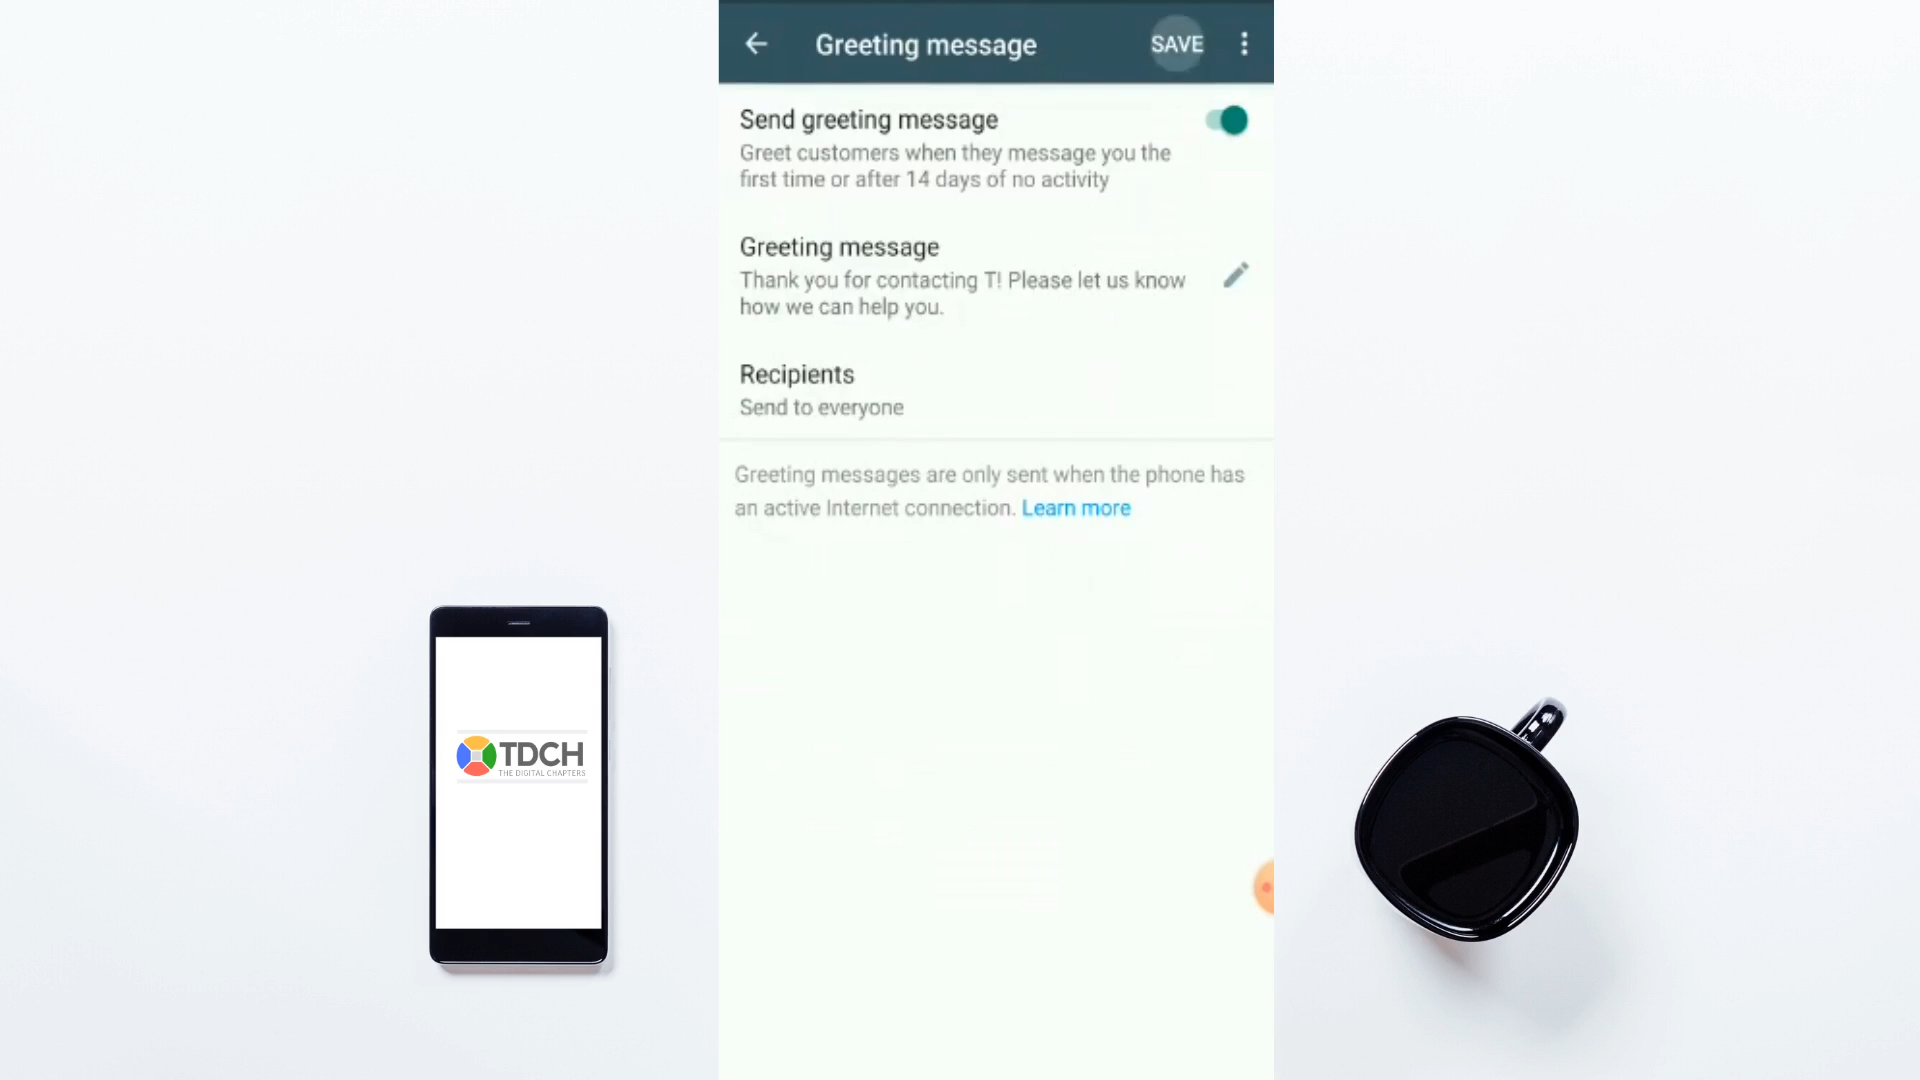 Greeting message
SAVE
Send greeting message
Greet customers when they message you the
first time or after 14 days of no activity
Greeting message
Thank you for contacting T! Please let us know
how we can help you.
Recipients
Send to everyone
Greeting messages are only sent when the phone has
an active Internet connection. Learn more
TDCH
THE DIGITAL CHAPTERS